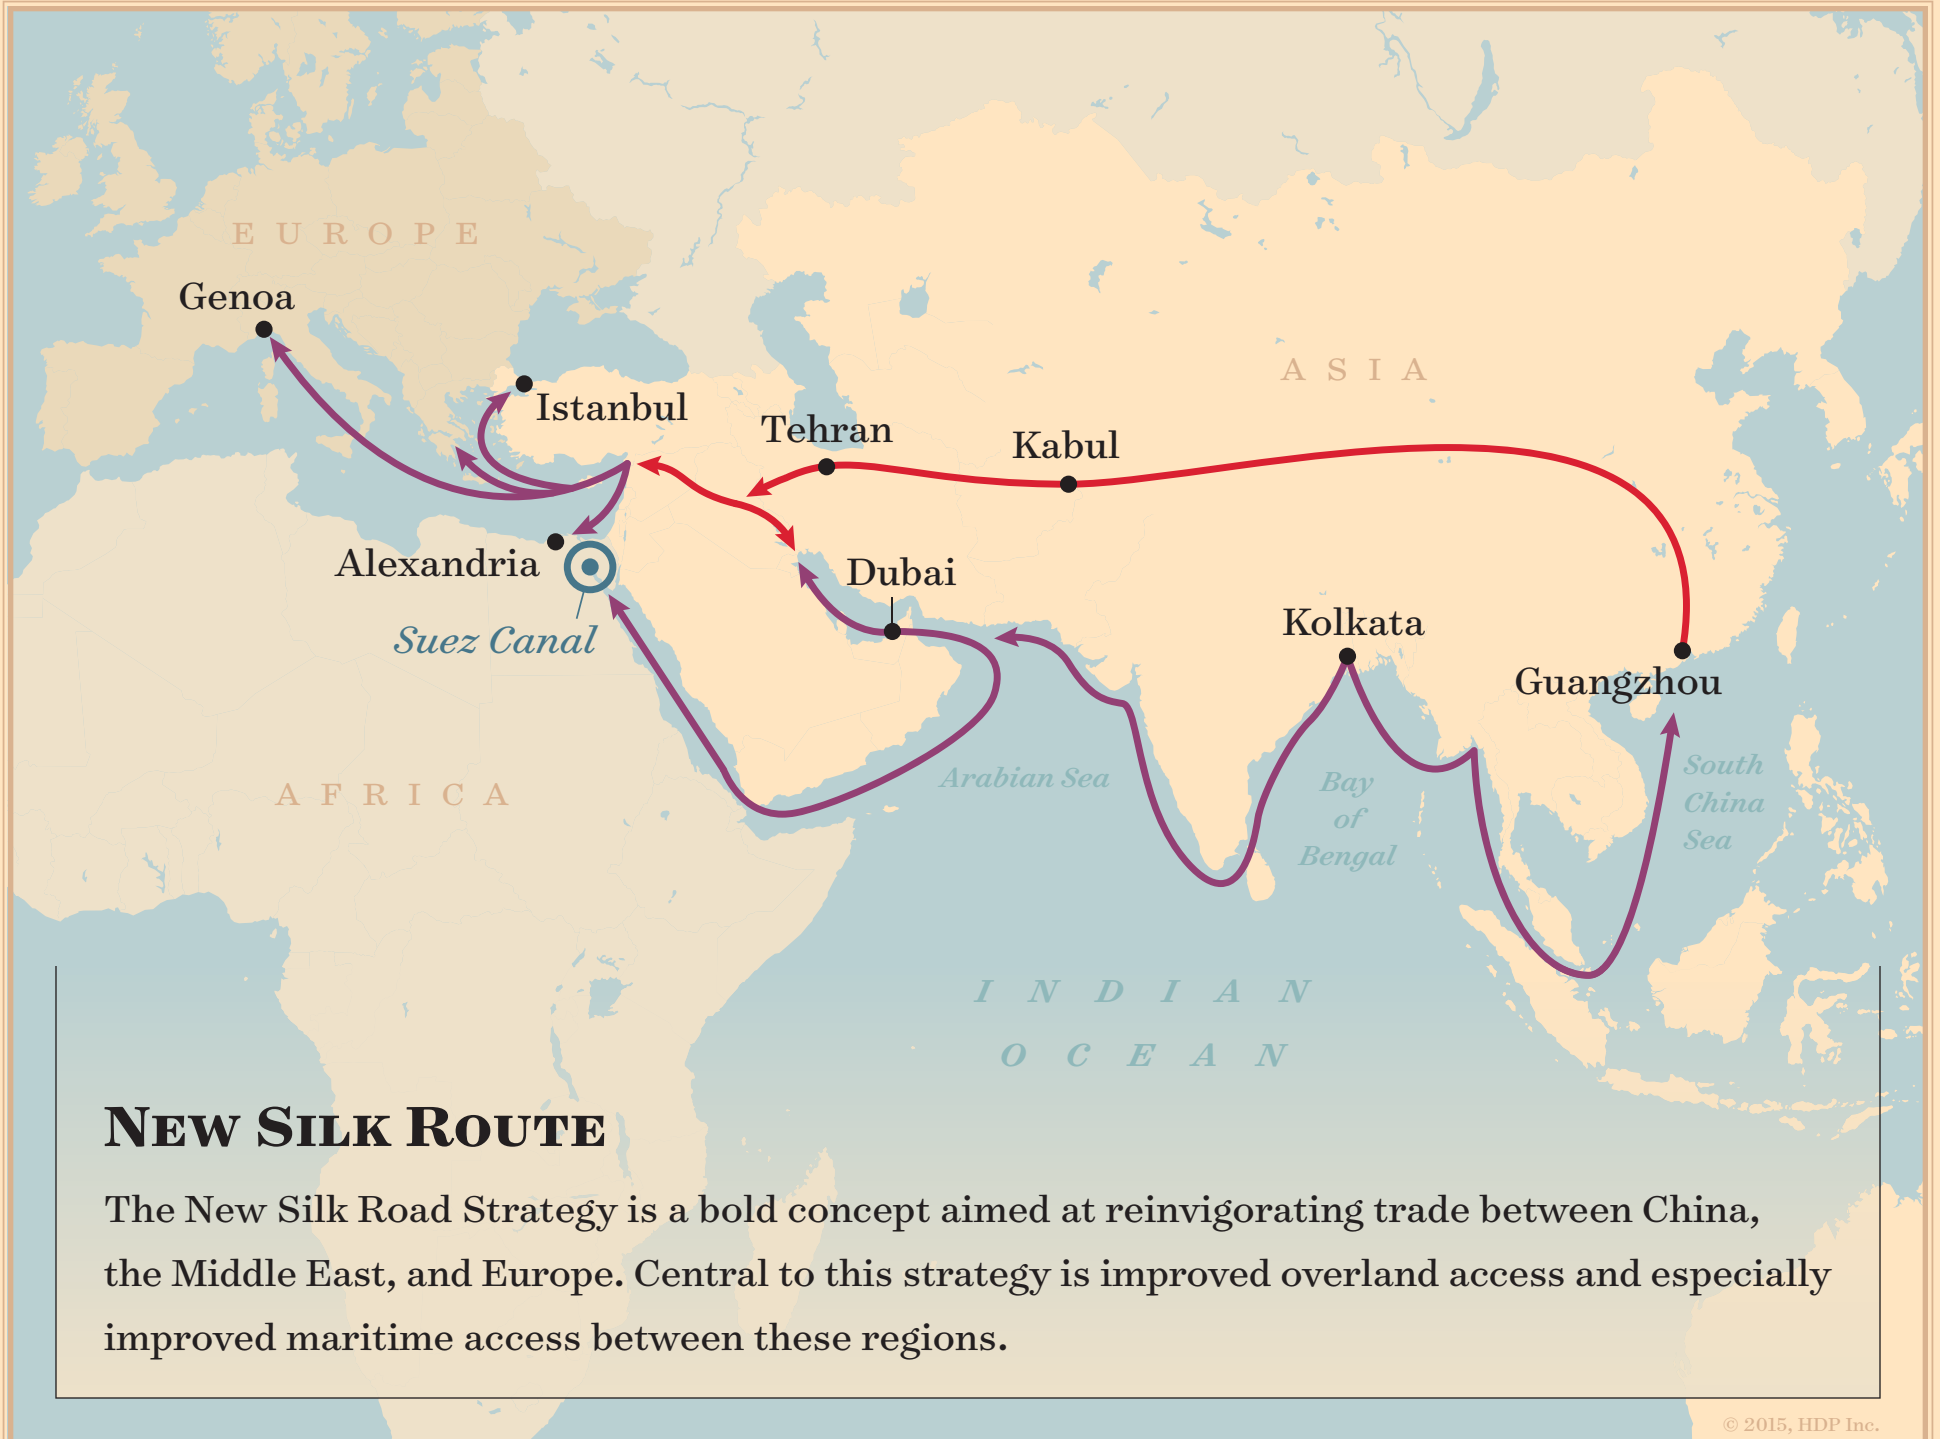 EUROPE
Genoa
ASIA
Istanbul
Tehran
Kabul
Alexandria
Dubai
Suez Canal
Kolkata
Guangzhou
AFRICA
Arabian Sea
Bay
of
Bengal
South
China
Sea
INDIAN
OCEAN
NEW SILK ROUTE
The New Silk Road Strategy is a bold concept aimed at reinvigorating trade between China,
the Middle East, and Europe. Central to this strategy is improved overland access and especially
improved maritime access between these regions.
© 2015, HDP Inc.